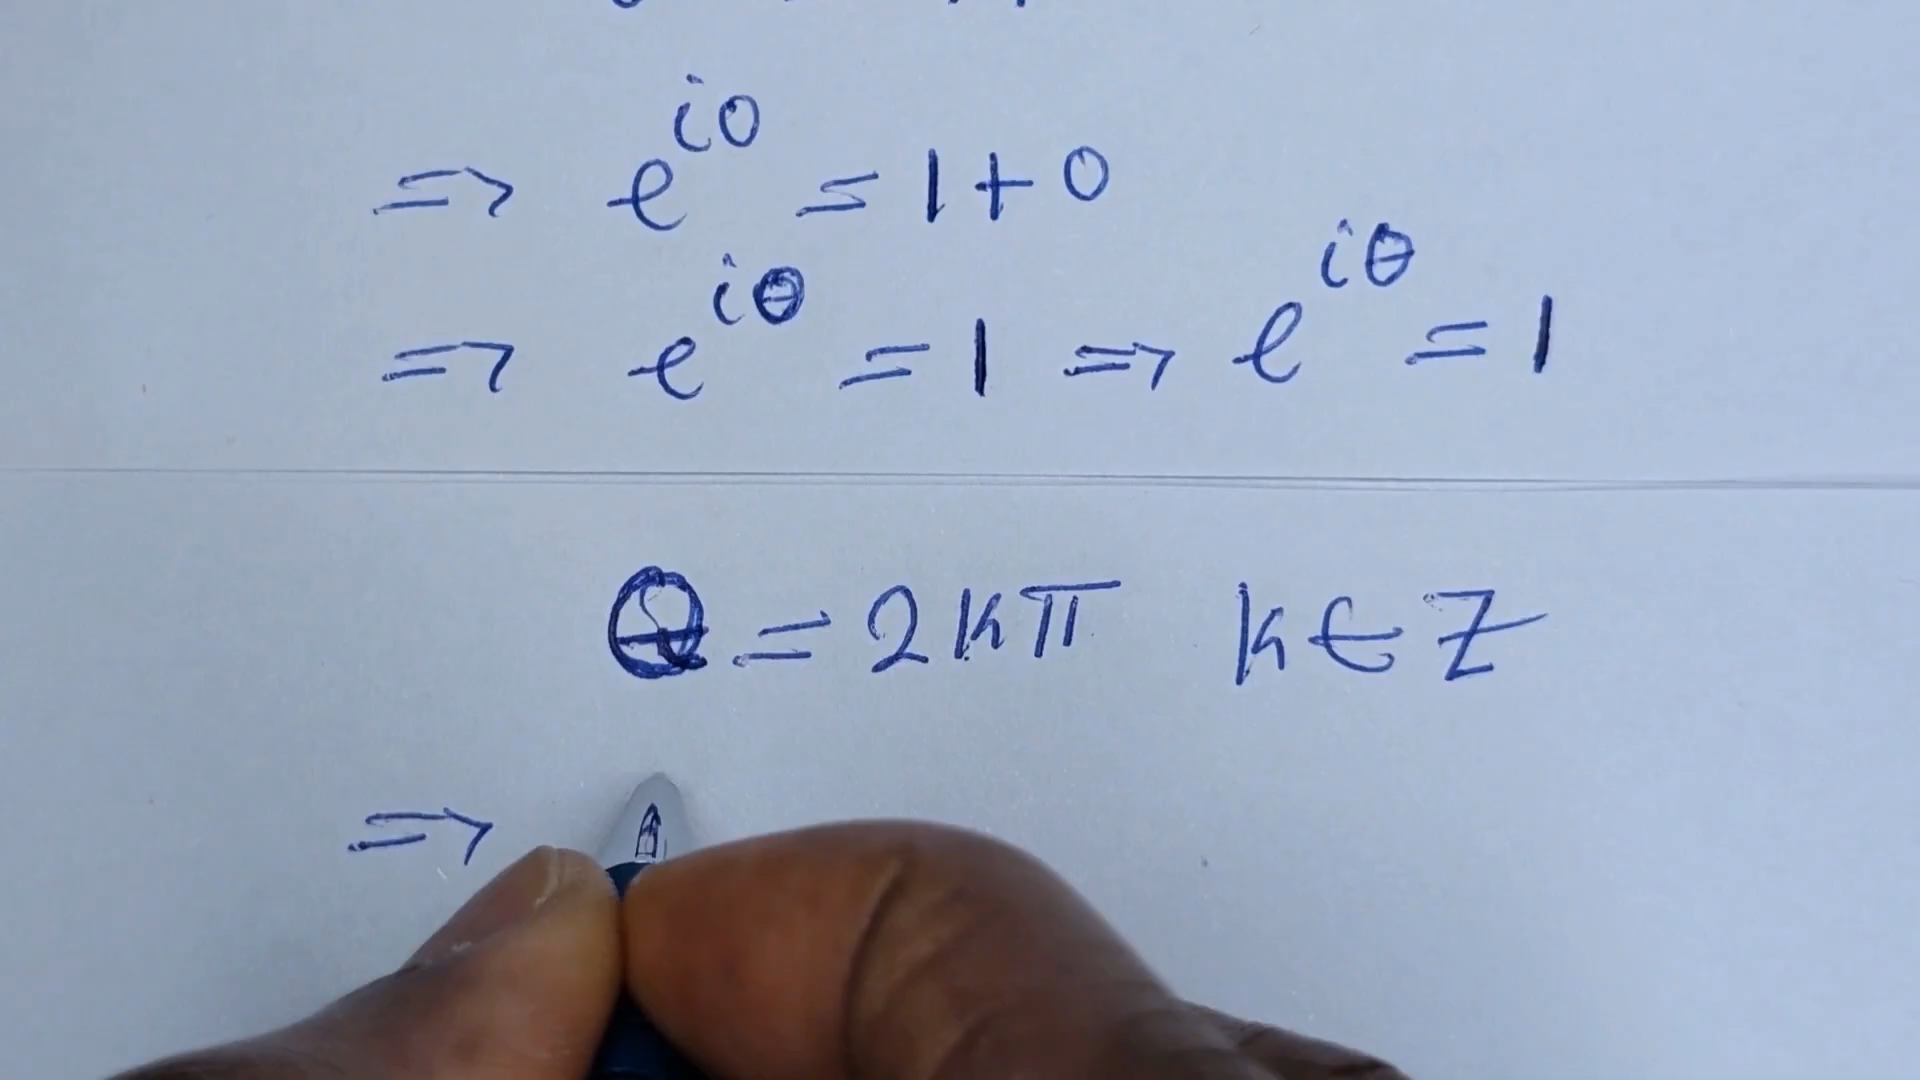 => e^{i0} = 1 + 0
=> e^{iθ} = 1 => e^{iθ} = 1
θ = 2kπ k ∈ Z
=>